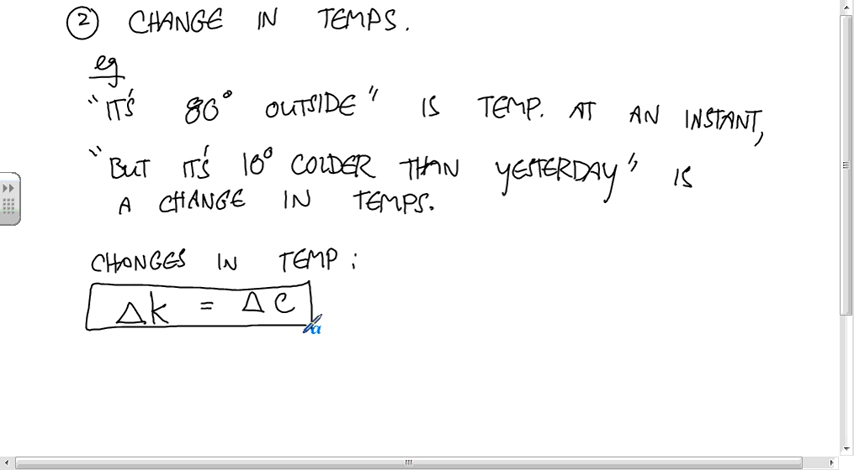 ② CHANGE IN TEMPS.
eg
"IT'S 80° OUTSIDE" IS TEMP. AT AN INSTANT,
"BUT IT'S 10° COLDER THAN YESTERDAY" IS
A CHANGE IN TEMPS.
CHANGES IN TEMP:
ΔK = ΔC